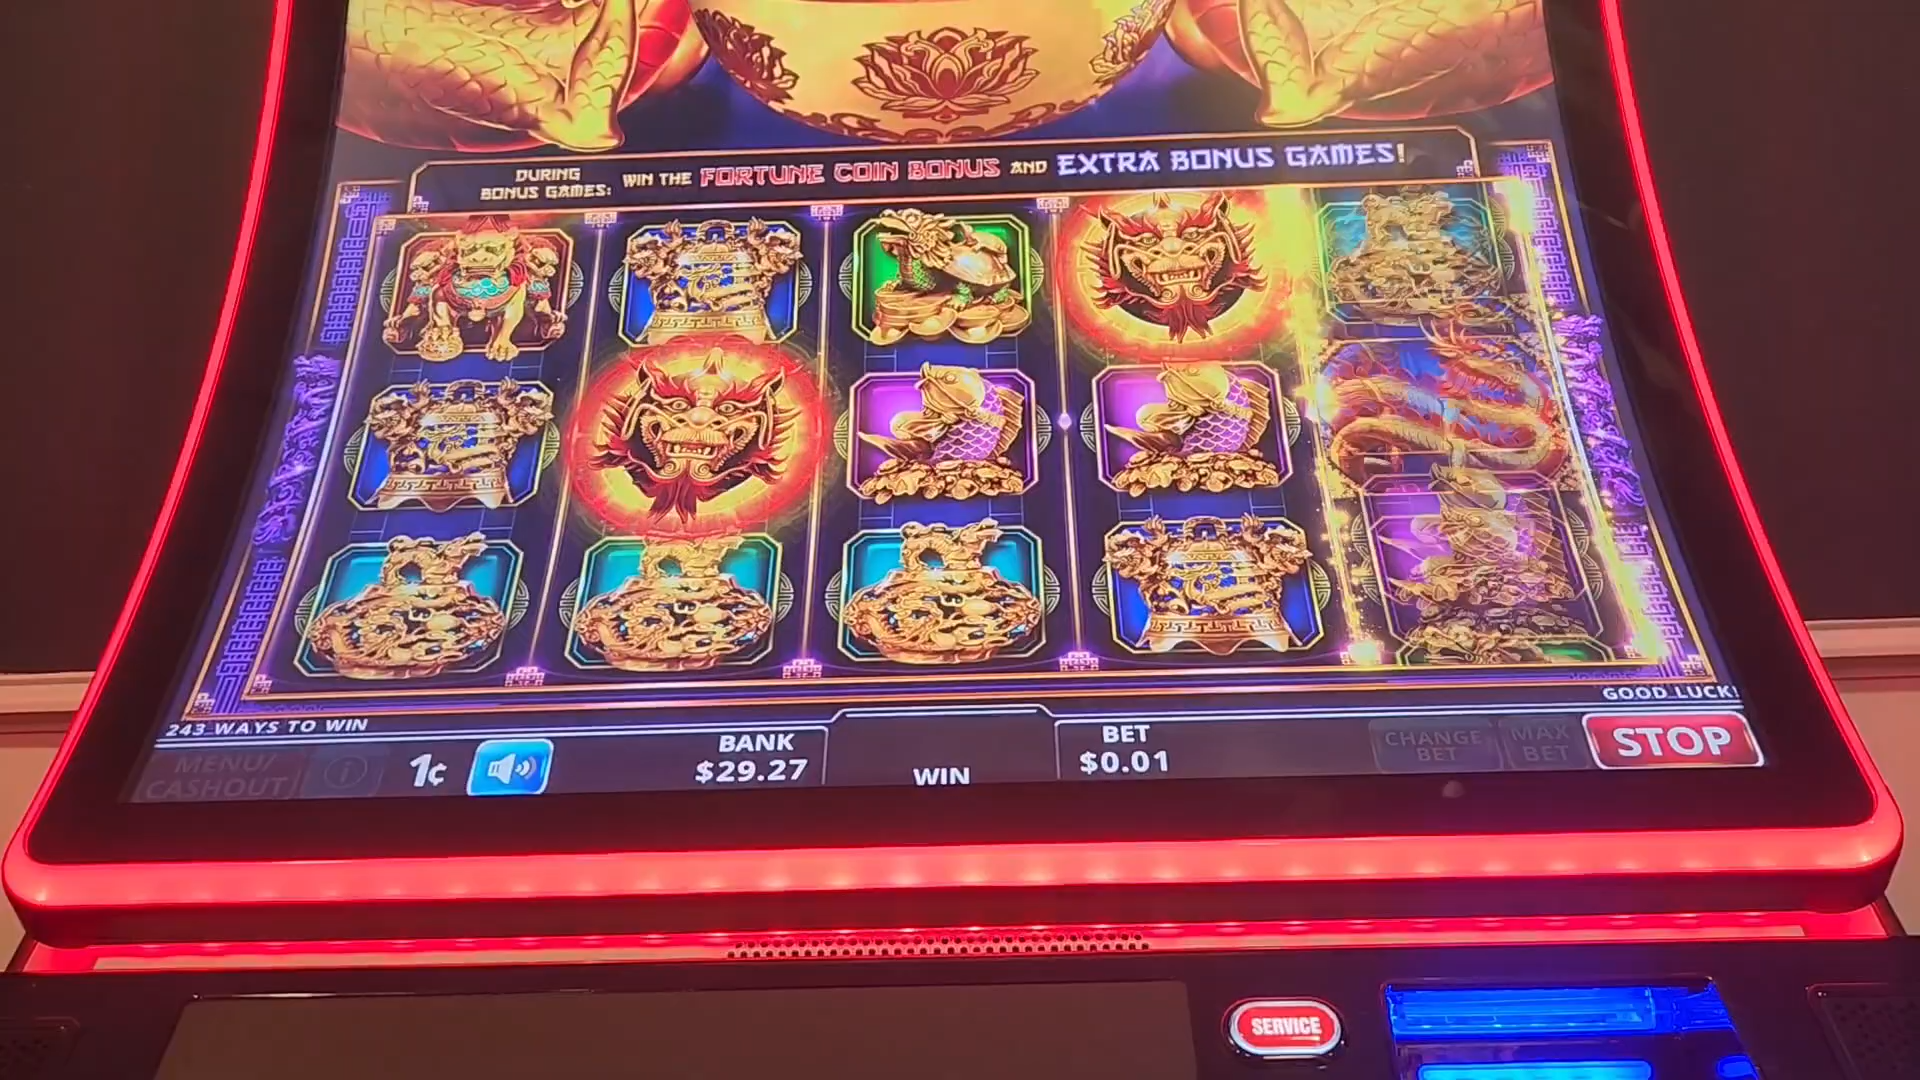 DURING
BONUS GAMES: WIN THE FORTUNE COIN BONUS AND EXTRA BONUS GAMES!
GOOD LUCK!
243 WAYS TO WIN
MENU/
CASHOUT
1¢
BANK
$29.27
WIN
BET
$0.01
CHANGE
BET
MAX
BET
STOP
SERVICE